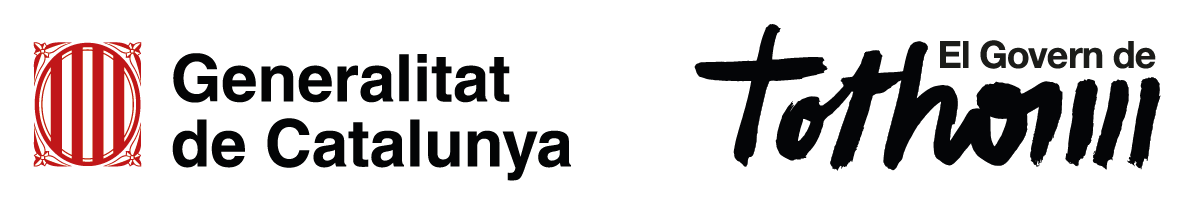 Generalitat
de Catalunya
El Govern de
Tothom